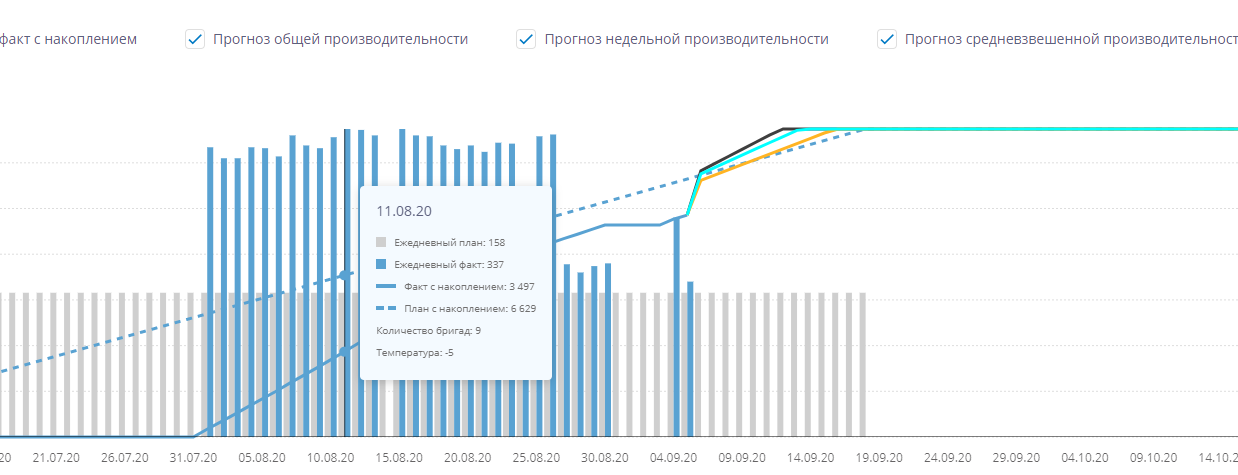 факт с накоплением Прогноз общей производительности Прогноз недельной производительности Прогноз средневзвешенной производительност
11.08.20
Ежедневный план: 158
Ежедневный факт: 337
Факт с накоплением: 3 497
План с накоплением: 6 629
Количество бригад: 9
Температура: -5
20 21.07.20 26.07.20 31.07.20 05.08.20 10.08.20 15.08.20 20.08.20 25.08.20 30.08.20 04.09.20 09.09.20 14.09.20 19.09.20 24.09.20 29.09.20 04.10.20 09.10.20 14.10.2